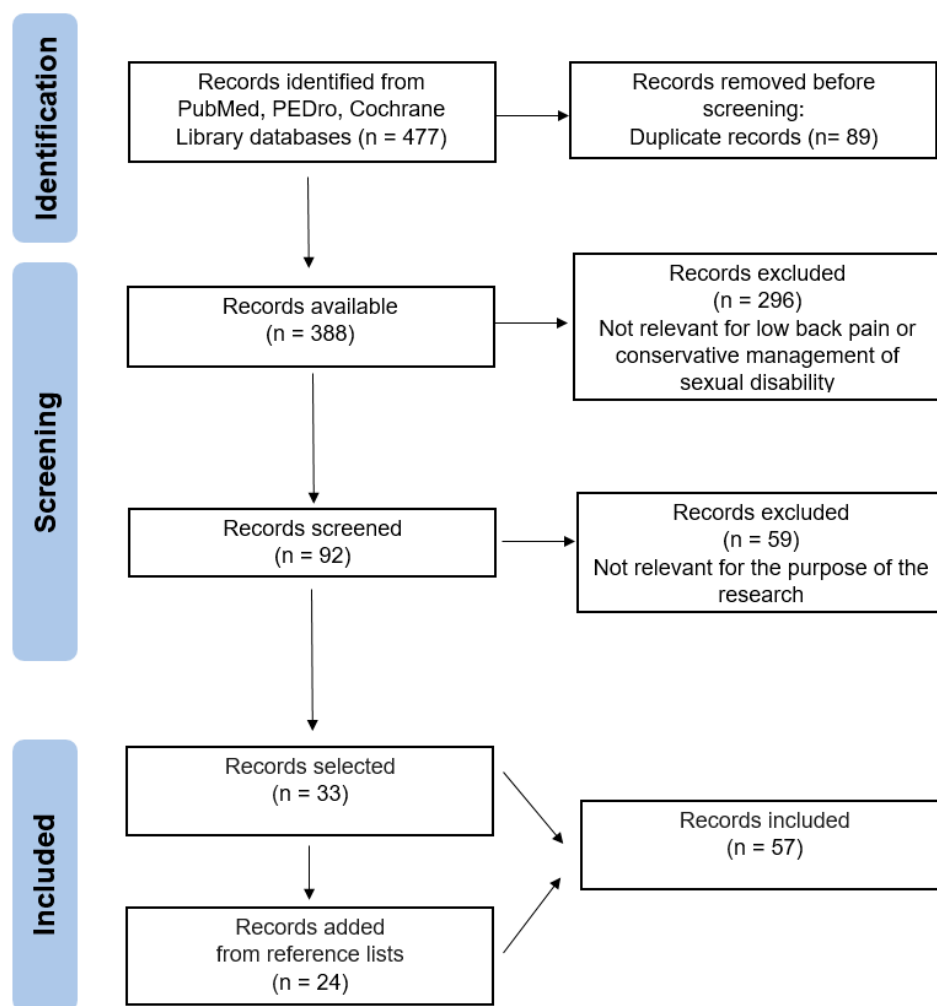 Identification
Records identified from
PubMed, PEDro, Cochrane
Library databases (n = 477)
Records removed before
screening:
Duplicate records (n= 89)
Screening
Records available
(n = 388)
Records excluded
(n = 296)
Not relevant for low back pain or
conservative management of
sexual disability
Records screened
(n = 92)
Records excluded
(n = 59)
Not relevant for the purpose of the
research
Included
Records selected
(n = 33)
Records included
(n = 57)
Records added
from reference lists
(n = 24)